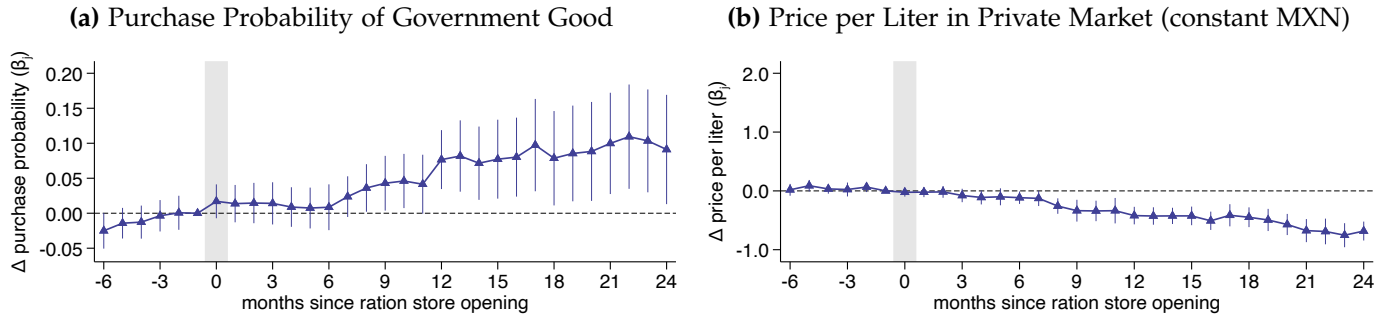 (a) Purchase Probability of Government Good
Δ purchase probability (βj)
0.20
0.15
0.10
0.05
0.00
-0.05
-6 -3 0 3 6 9 12 15 18 21 24
months since ration store opening
(b) Price per Liter in Private Market (constant MXN)
Δ price per liter (βj)
2.0
1.0
0.0
-1.0
-6 -3 0 3 6 9 12 15 18 21 24
months since ration store opening